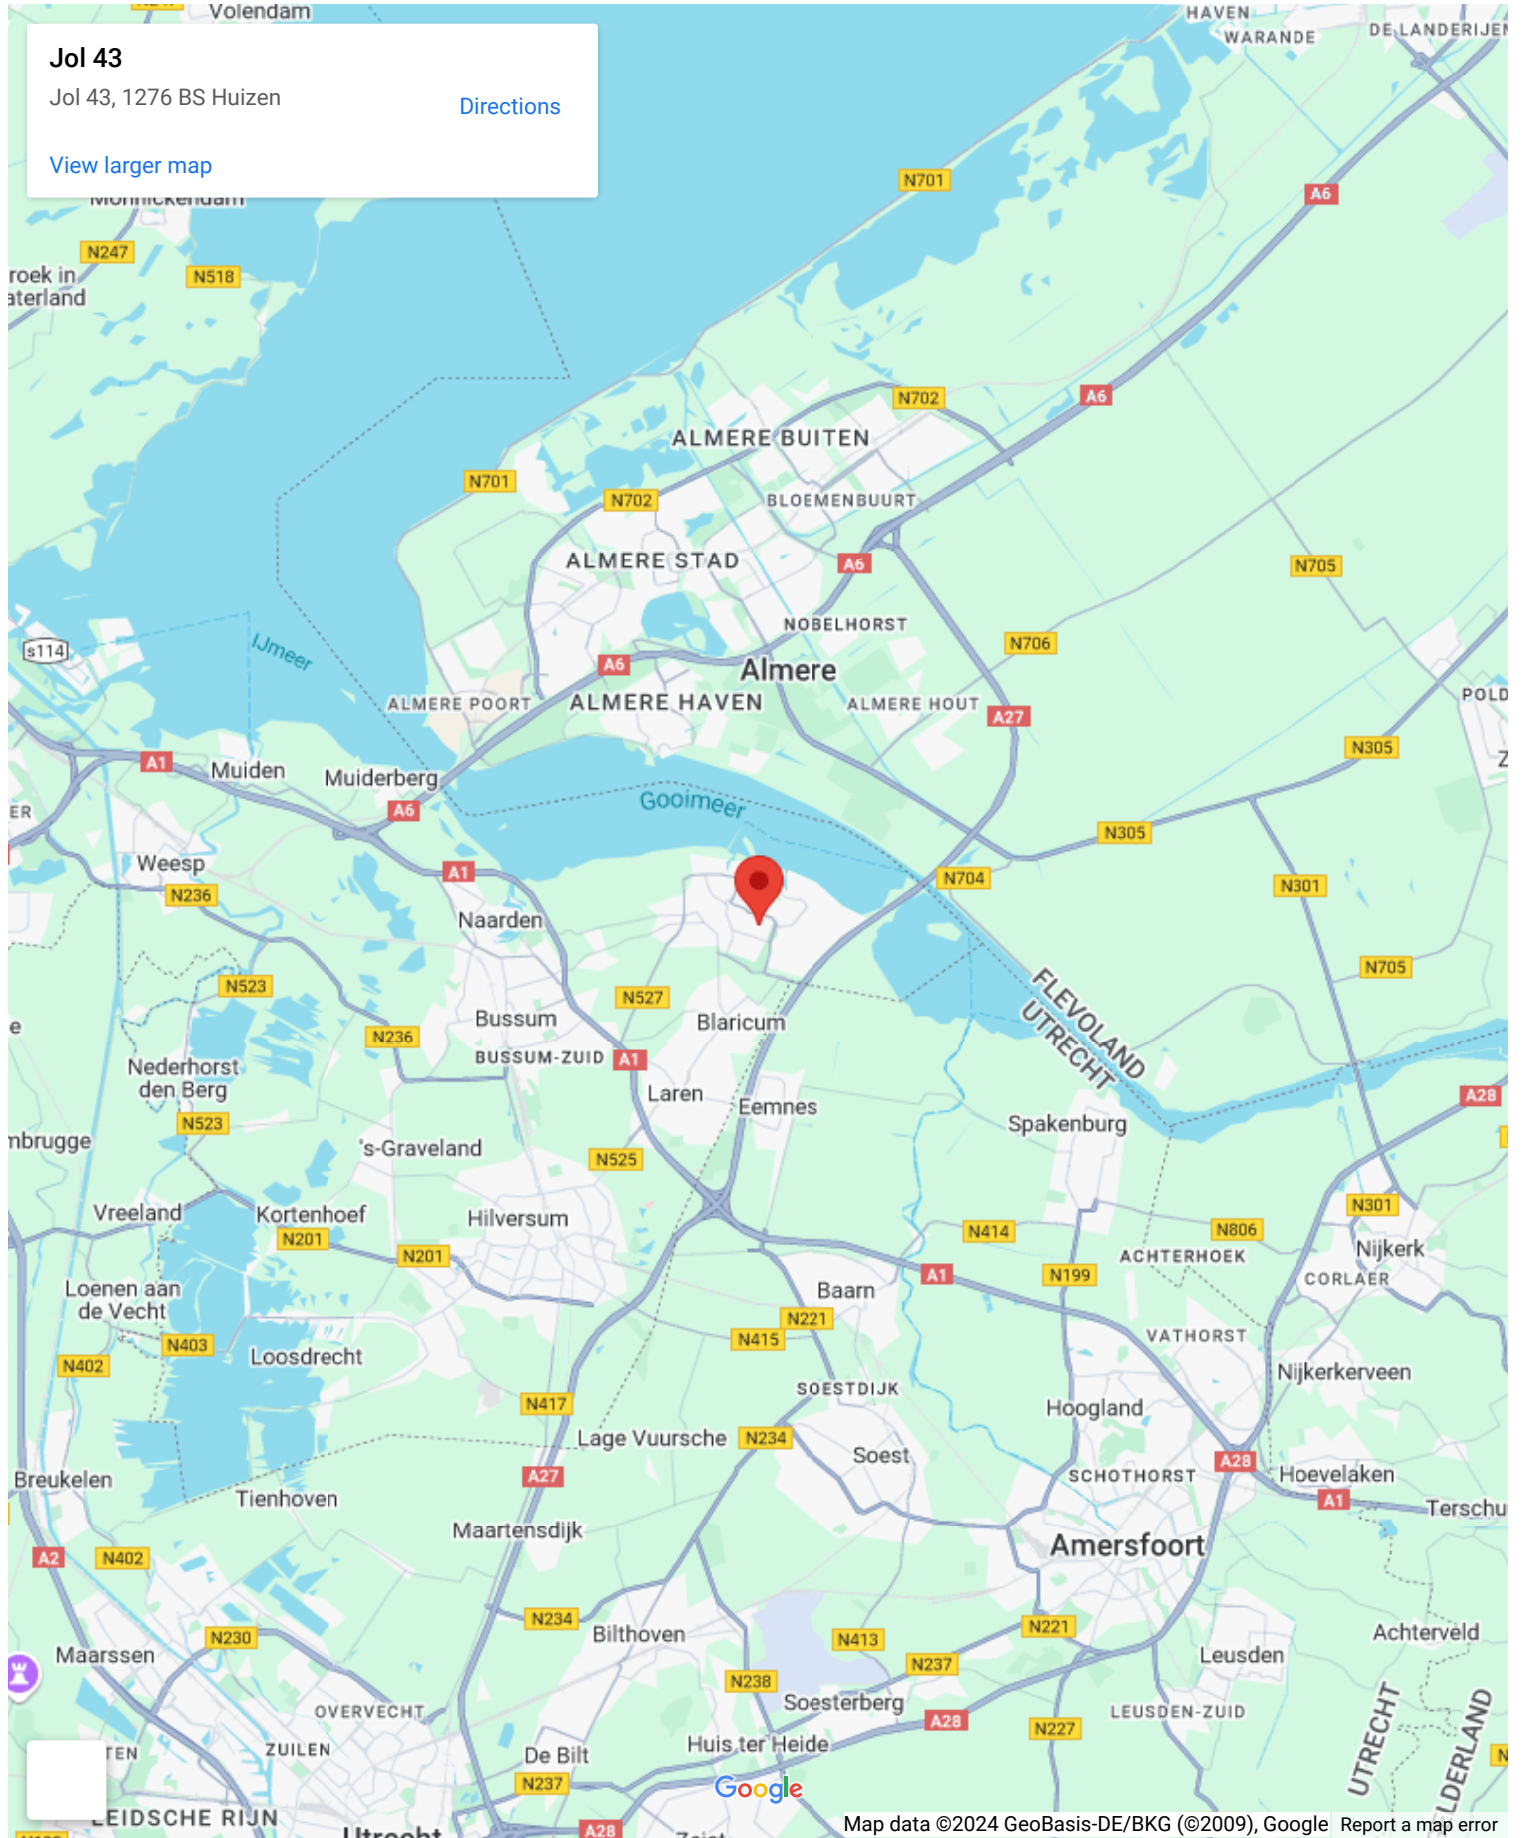 Volendam
HAVEN
WARANDE
DE LANDERIJEN
Jol 43
Jol 43, 1276 BS Huizen
Directions
View larger map
N701
A6
Monnickendam
N247
N518
roek in
aterland
N702
A6
ALMERE BUITEN
N701
N702
BLOEMENBUURT
ALMERE STAD
A6
N705
NOBELHORST
s114
IJmeer
N706
A6
Almere
POLD
ALMERE POORT
ALMERE HAVEN
ALMERE HOUT
A27
N305
Z
A1
Muiden
Muiderberg
Gooimeer
A6
ER
N305
Weesp
A1
N704
N301
N236
Naarden
N705
N523
N527
FLEVOLAND
UTRECHT
e
Bussum
Blaricum
N236
BUSSUM-ZUID
A1
Nederhorst
den Berg
Laren
Eemnes
A28
N523
Spakenburg
mbrugge
's-Graveland
N525
Vreeland
Kortenhoef
Hilversum
N301
N201
N201
N414
N806
ACHTERHOEK
Nijkerk
A1
N199
CORLAER
Loenen aan
de Vecht
Baarn
N221
N415
VATHORST
N403
N402
Loosdrecht
Nijkerkerveen
SOESTDIJK
N417
Hoogland
Lage Vuursche
N234
Soest
A28
Breukelen
A27
SCHOTHORST
Hoevelaken
Tienhoven
A1
Terschu
Maartensdijk
Amersfoort
A2
N402
N234
N221
N230
Bilthoven
N413
Achterveld
Maarssen
N237
Leusden
N238
Soesterberg
OVERVECHT
A28
N227
LEUSDEN-ZUID
UTRECHT
ELDERLAND
TEN
ZUILEN
De Bilt
Huis ter Heide
N
N237
Google
LEIDSCHE RIJN
Utrecht
A28
Zeist
Map data ©2024 GeoBasis-DE/BKG (©2009), Google
Report a map error